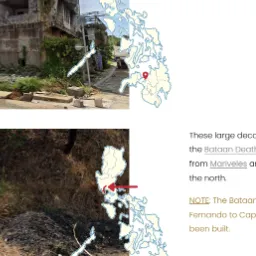 These large deco
the Bataan Death
from Mariveles a
the north.
NOTE: The Bataan
Fernando to Cap
been built.